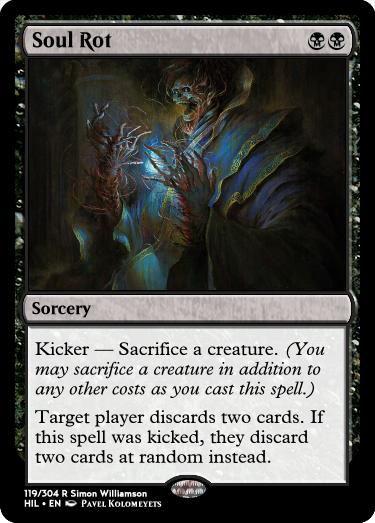 Soul Rot
Sorcery
Kicker — Sacrifice a creature. (You
may sacrifice a creature in addition to
any other costs as you cast this spell.)
Target player discards two cards. If
this spell was kicked, they discard
two cards at random instead.
119/304 R Simon Williamson
HIL • EN PAVEL KOLOMEYETS